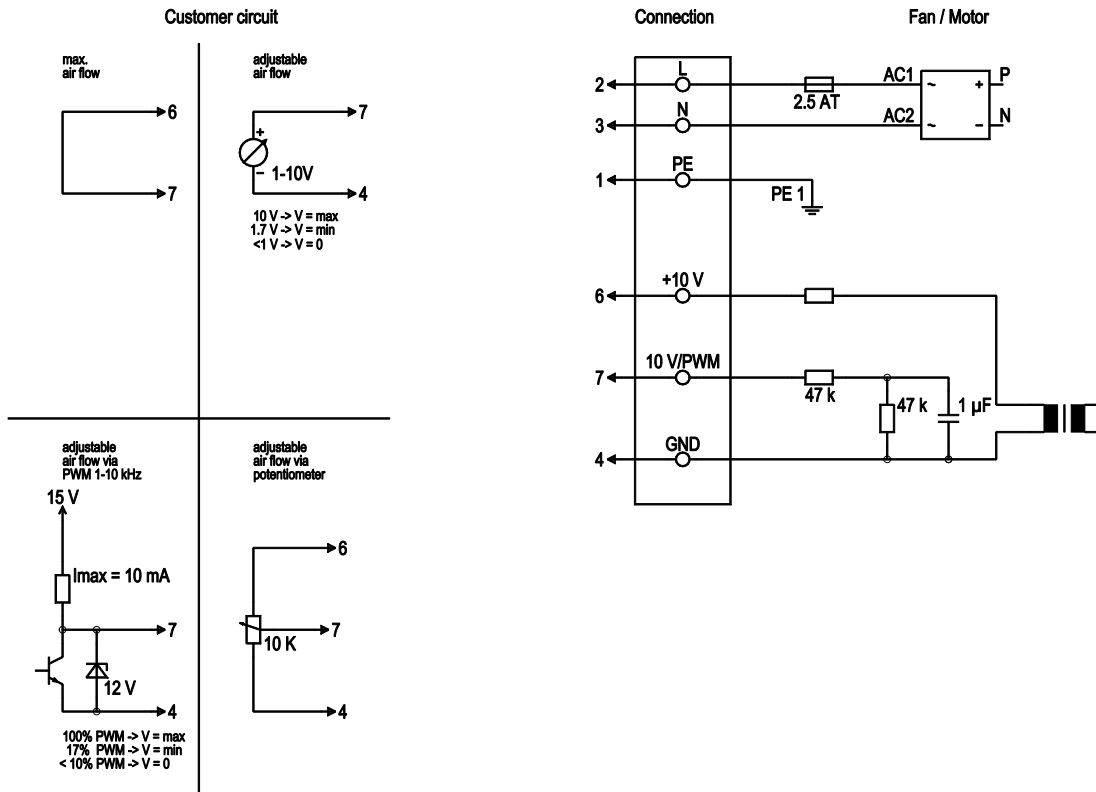 Customer circuit
max.
air flow
6
7
adjustable
air flow
7
+
1-10V
–
4
10 V -> V = max
1.7 V -> V = min
<1 V -> V = 0
adjustable
air flow via
PWM 1-10 kHz
15 V
Imax = 10 mA
7
12 V
4
100% PWM -> V = max
17% PWM -> V = min
< 10% PWM -> V = 0
adjustable
air flow via
potentiometer
6
7
10 K
4
Connection
Fan / Motor
2
L
2.5 AT
AC1
~
+
P
3
N
AC2
~
–
N
1
PE
PE 1
6
+10 V
7
10 V/PWM
47 k
47 k
1 µF
4
GND